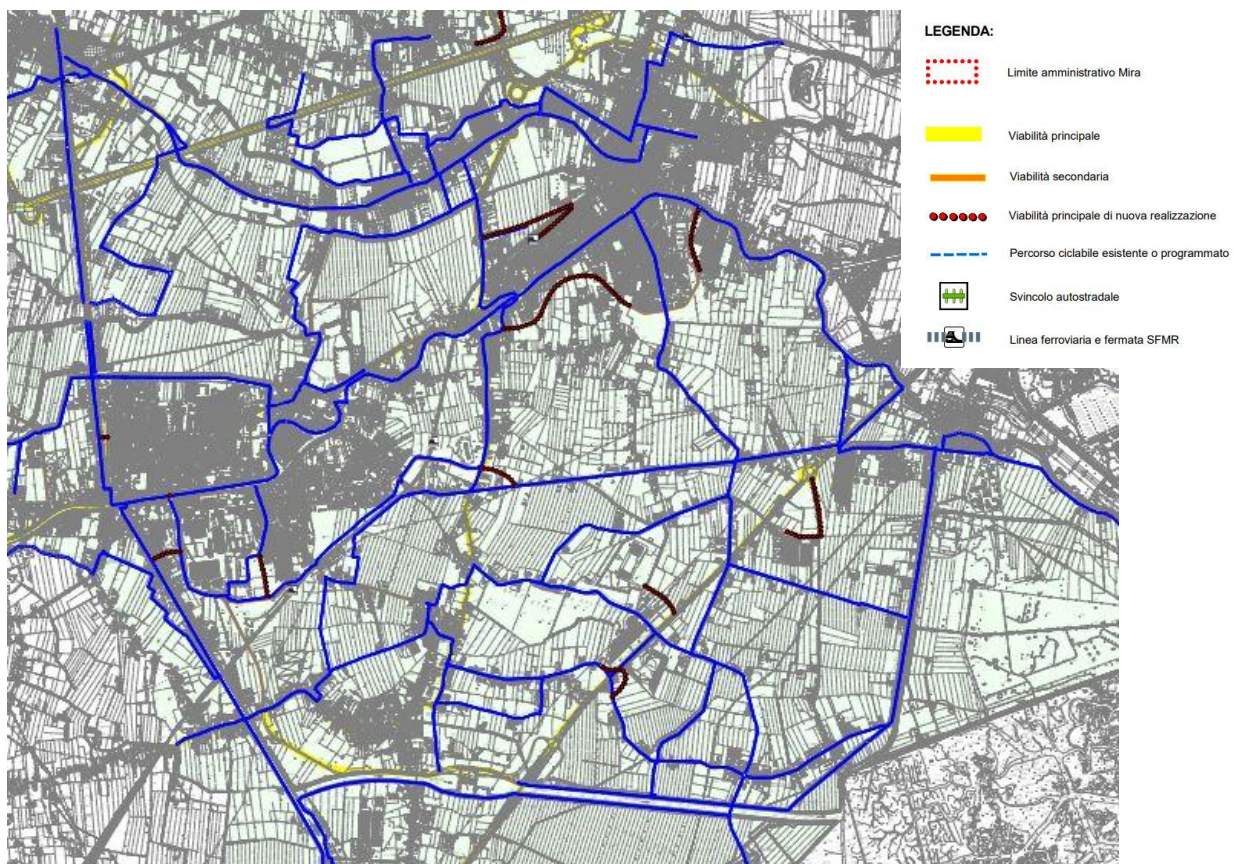 LEGENDA:
Limite amministrativo Mira
Viabilità principale
Viabilità secondaria
Viabilità principale di nuova realizzazione
Percorso ciclabile esistente o programmato
Svincolo autostradale
Linea ferroviaria e fermata SFMR